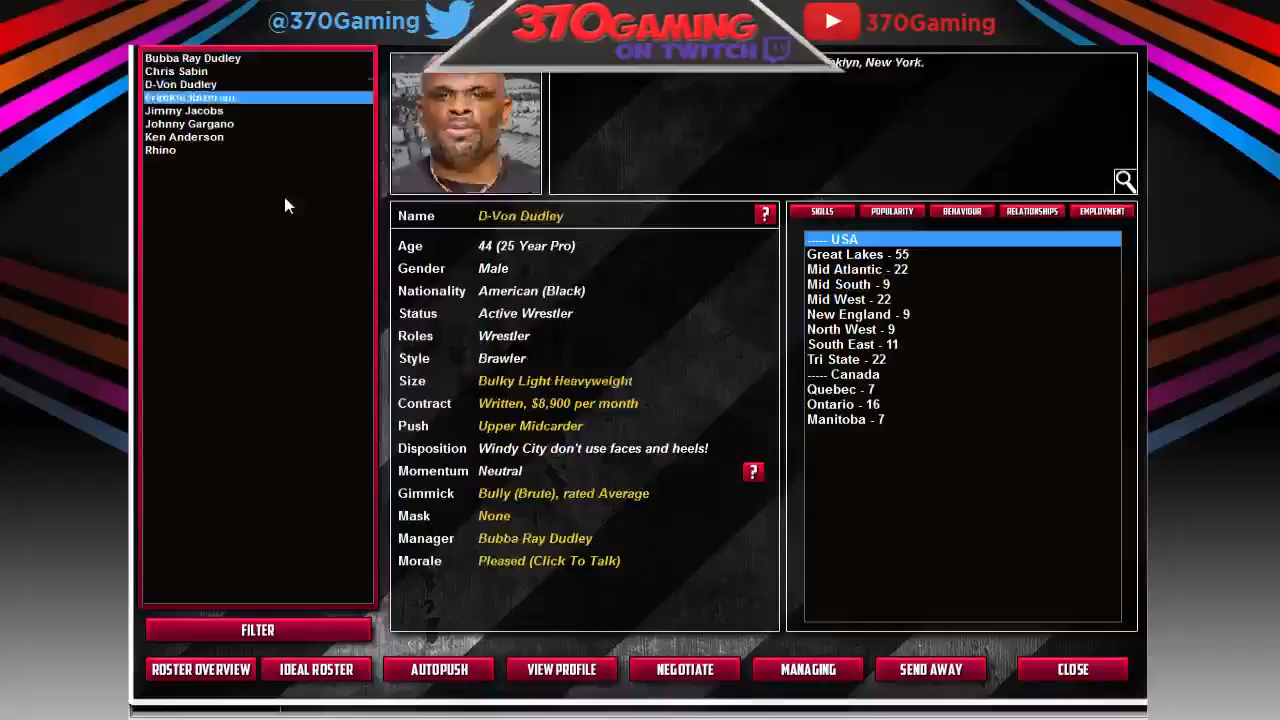 @370Gaming
370GAMING
ON TWITCH
370Gaming
Bubba Ray Dudley
Chris Sabin
D-Von Dudley
Jimmy Jacobs
Johnny Gargano
Ken Anderson
Rhino
klyn, New York.
Name D-Von Dudley ?
Age 44 (25 Year Pro)
Gender Male
Nationality American (Black)
Status Active Wrestler
Roles Wrestler
Style Brawler
Size Bulky Light Heavyweight
Contract Written, $8,900 per month
Push Upper Midcarder
Disposition Windy City don't use faces and heels!
Momentum Neutral ?
Gimmick Bully (Brute), rated Average
Mask None
Manager Bubba Ray Dudley
Morale Pleased (Click To Talk)
SKILLS POPULARITY BEHAVIOUR RELATIONSHIPS EMPLOYMENT
----- USA
Great Lakes - 55
Mid Atlantic - 22
Mid South - 9
Mid West - 22
New England - 9
North West - 9
South East - 11
Tri State - 22
----- Canada
Quebec - 7
Ontario - 16
Manitoba - 7
FILTER
ROSTER OVERVIEW IDEAL ROSTER AUTOPUSH VIEW PROFILE NEGOTIATE MANAGING SEND AWAY CLOSE